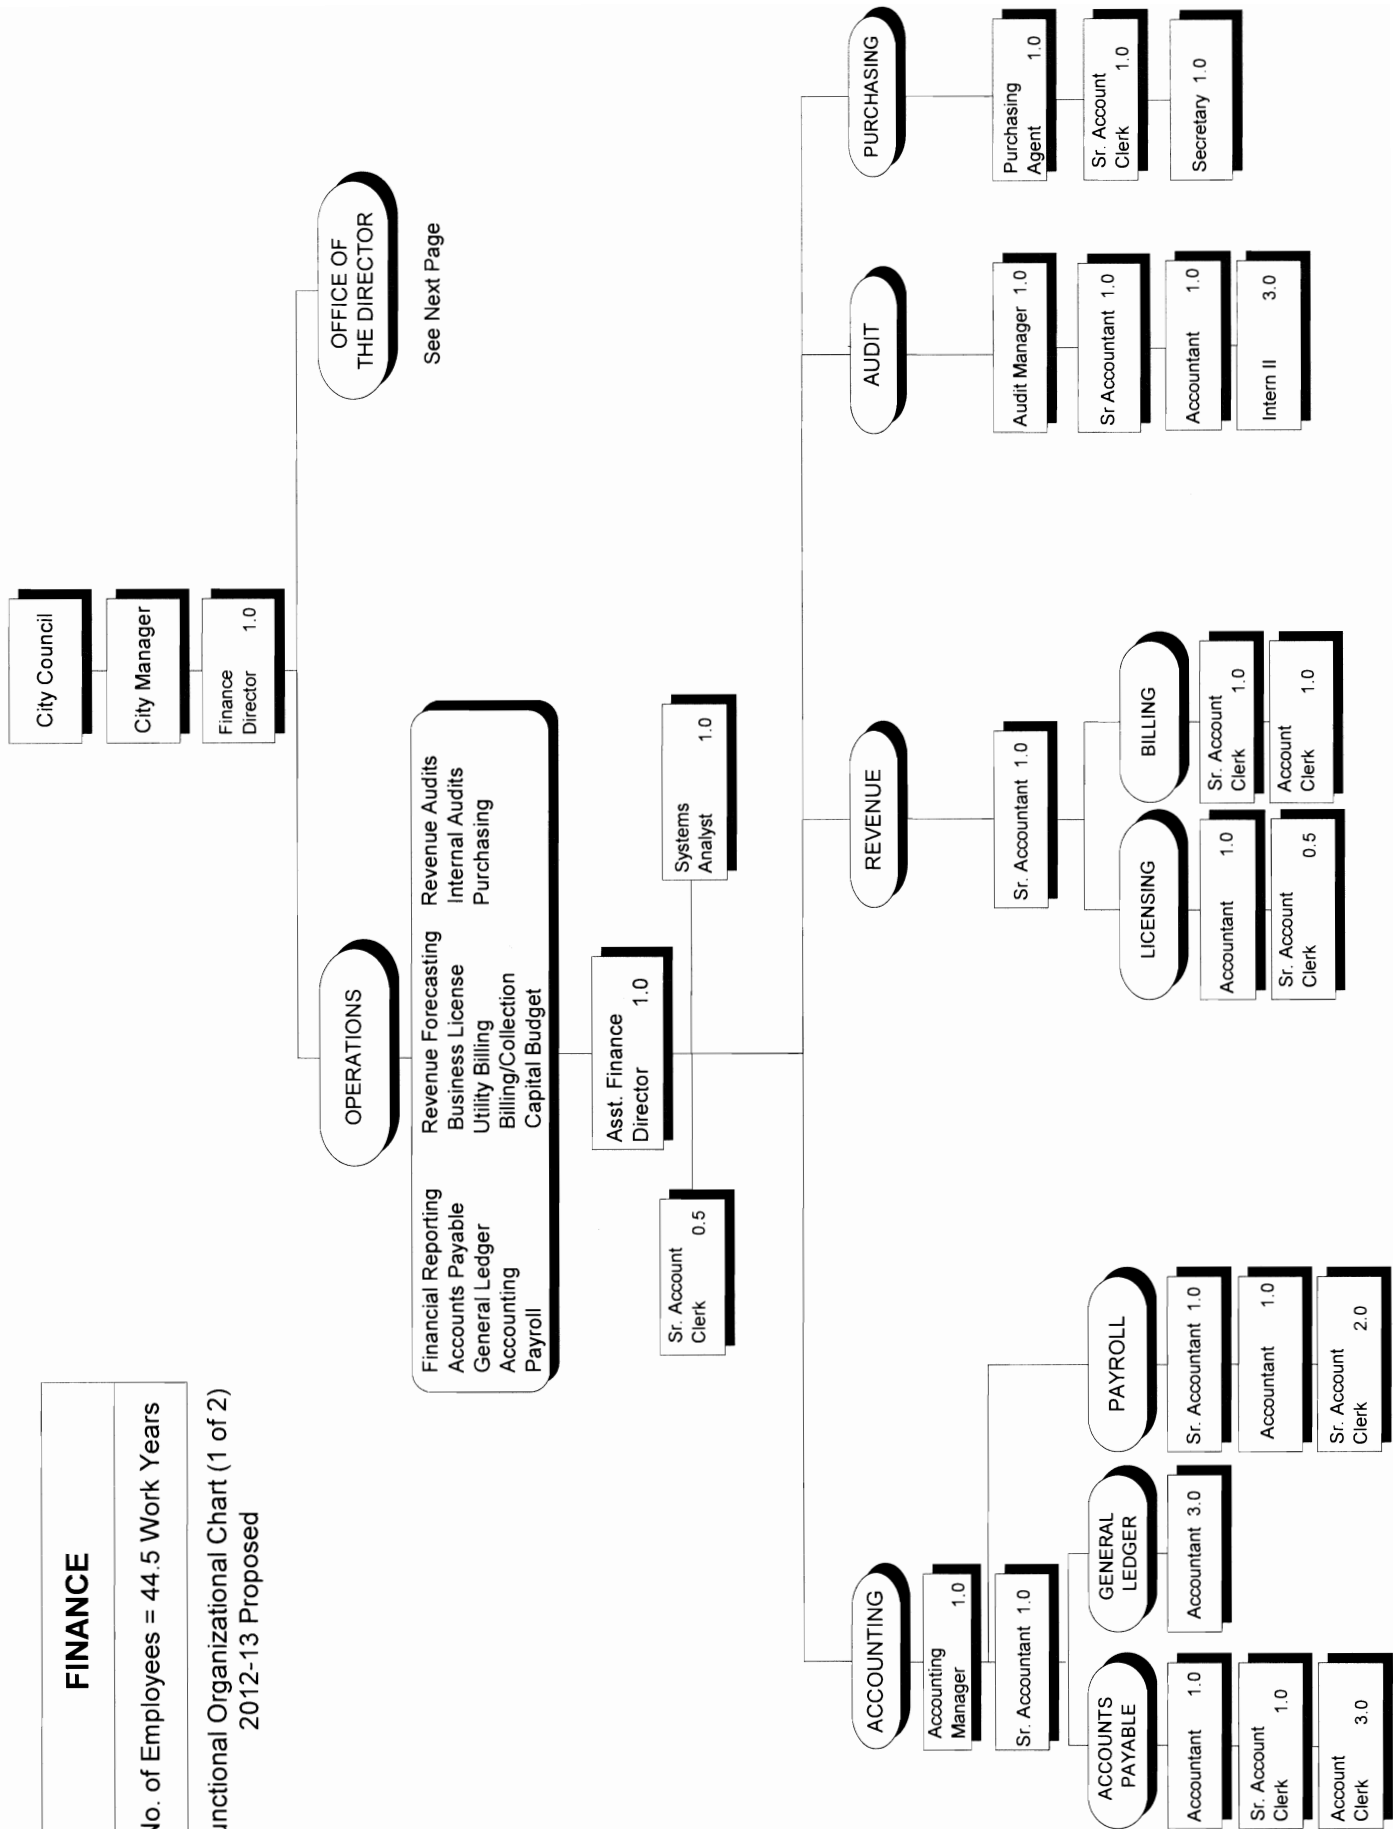 FINANCE
No. of Employees = 44.5 Work Years
unctional Organizational Chart (1 of 2)
2012-13 Proposed
City Council
City Manager
Finance
Director 1.0
OPERATIONS
OFFICE OF
THE DIRECTOR
See Next Page
Financial Reporting
Accounts Payable
General Ledger
Accounting
Payroll
Revenue Forecasting
Business License
Utility Billing
Billing/Collection
Capital Budget
Revenue Audits
Internal Audits
Purchasing
Asst. Finance
Director 1.0
Sr. Account
Clerk 0.5
Systems
Analyst 1.0
ACCOUNTING
Accounting
Manager 1.0
Sr. Accountant 1.0
ACCOUNTS
PAYABLE
Accountant 1.0
Sr. Account
Clerk 1.0
Account
Clerk 3.0
GENERAL
LEDGER
Accountant 3.0
PAYROLL
Sr. Accountant 1.0
Accountant 1.0
Sr. Account
Clerk 2.0
REVENUE
Sr. Accountant 1.0
LICENSING
Accountant 1.0
Sr. Account
Clerk 0.5
BILLING
Sr. Account
Clerk 1.0
Account
Clerk 1.0
AUDIT
Audit Manager 1.0
Sr Accountant 1.0
Accountant 1.0
Intern II 3.0
PURCHASING
Purchasing
Agent 1.0
Sr. Account
Clerk 1.0
Secretary 1.0